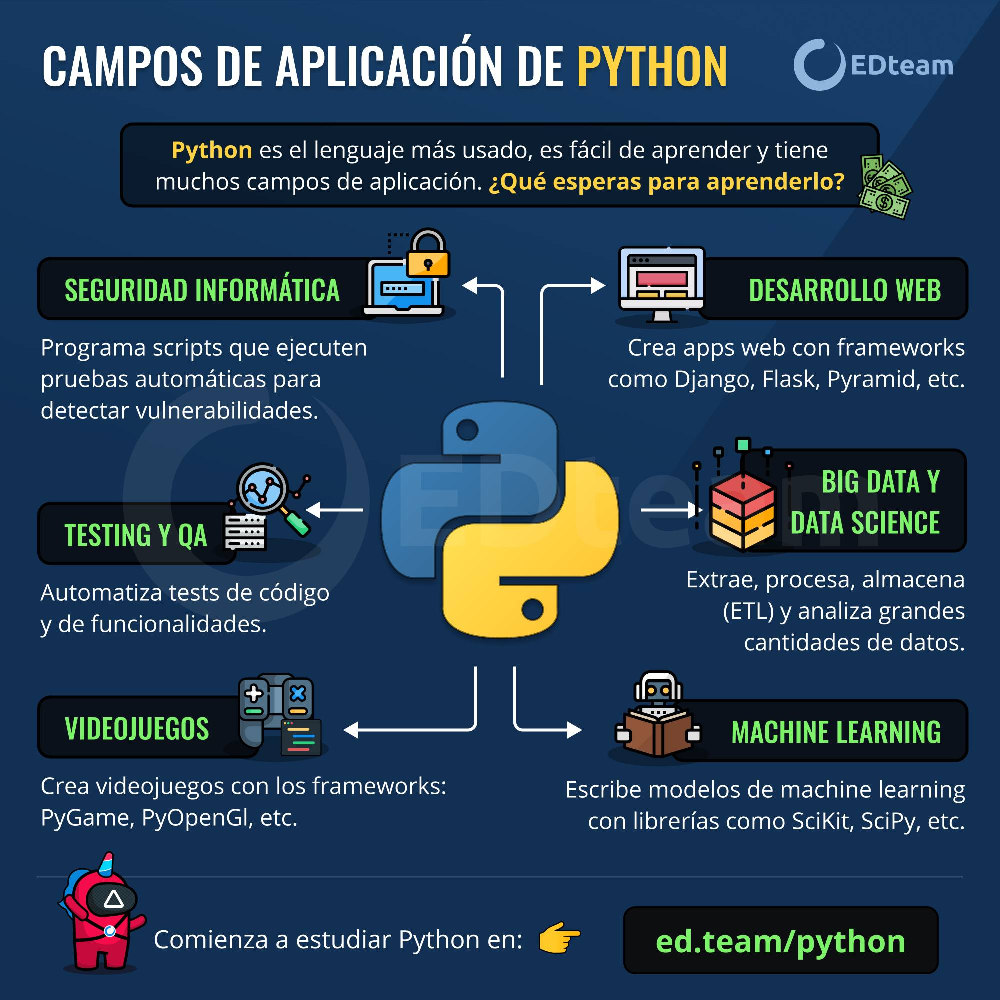 CAMPOS DE APLICACIÓN DE PYTHON
EDteam
Python es el lenguaje más usado, es fácil de aprender y tiene
muchos campos de aplicación. ¿Qué esperas para aprenderlo?
SEGURIDAD INFORMÁTICA
Programa scripts que ejecuten
pruebas automáticas para
detectar vulnerabilidades.
DESARROLLO WEB
Crea apps web con frameworks
como Django, Flask, Pyramid, etc.
TESTING Y QA
Automatiza tests de código
y de funcionalidades.
BIG DATA Y
DATA SCIENCE
Extrae, procesa, almacena
(ETL) y analiza grandes
cantidades de datos.
VIDEOJUEGOS
Crea videojuegos con los frameworks:
PyGame, PyOpenGl, etc.
MACHINE LEARNING
Escribe modelos de machine learning
con librerías como SciKit, SciPy, etc.
EDteam
Comienza a estudiar Python en:
ed.team/python